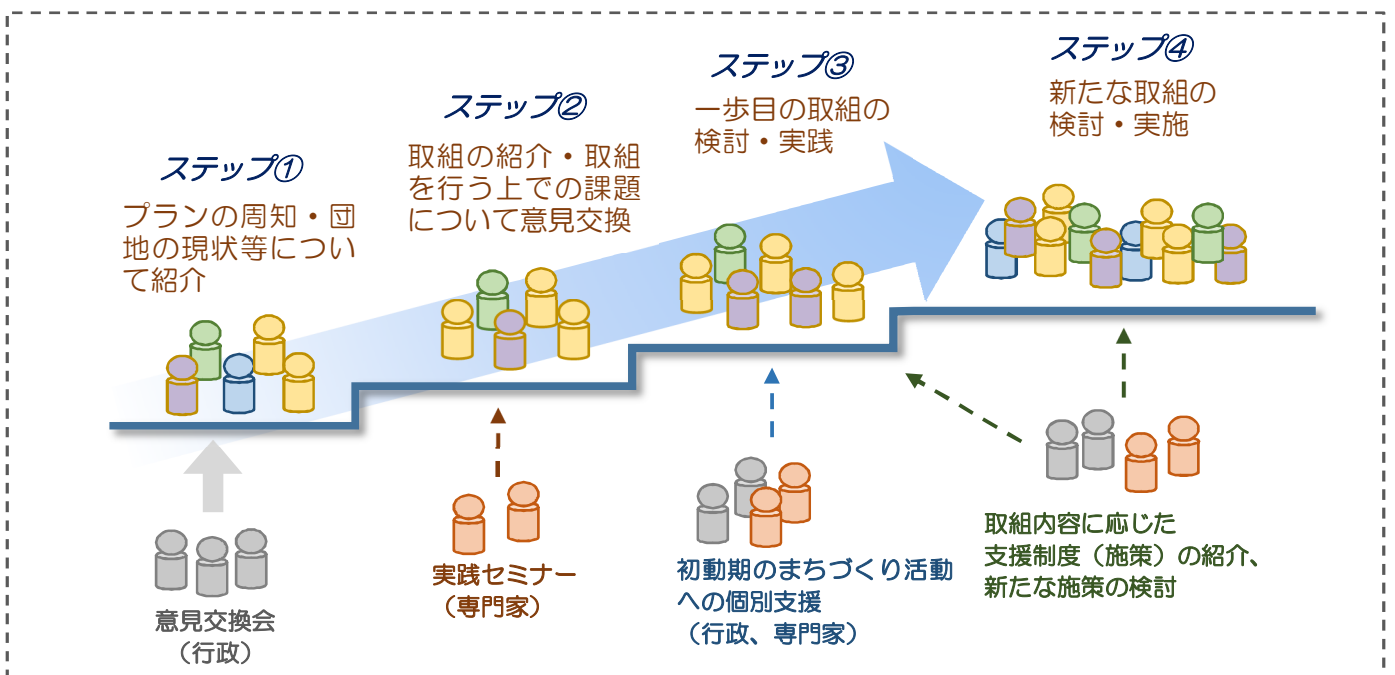 ステップ①
プランの周知・団
地の現状等につい
て紹介
ステップ②
取組の紹介・取組
を行う上での課題
について意見交換
ステップ③
一歩目の取組の
検討・実践
ステップ④
新たな取組の
検討・実施
意見交換会
（行政）
実践セミナー
（専門家）
初動期のまちづくり活動
への個別支援
（行政、専門家）
取組内容に応じた
支援制度（施策）の紹介、
新たな施策の検討